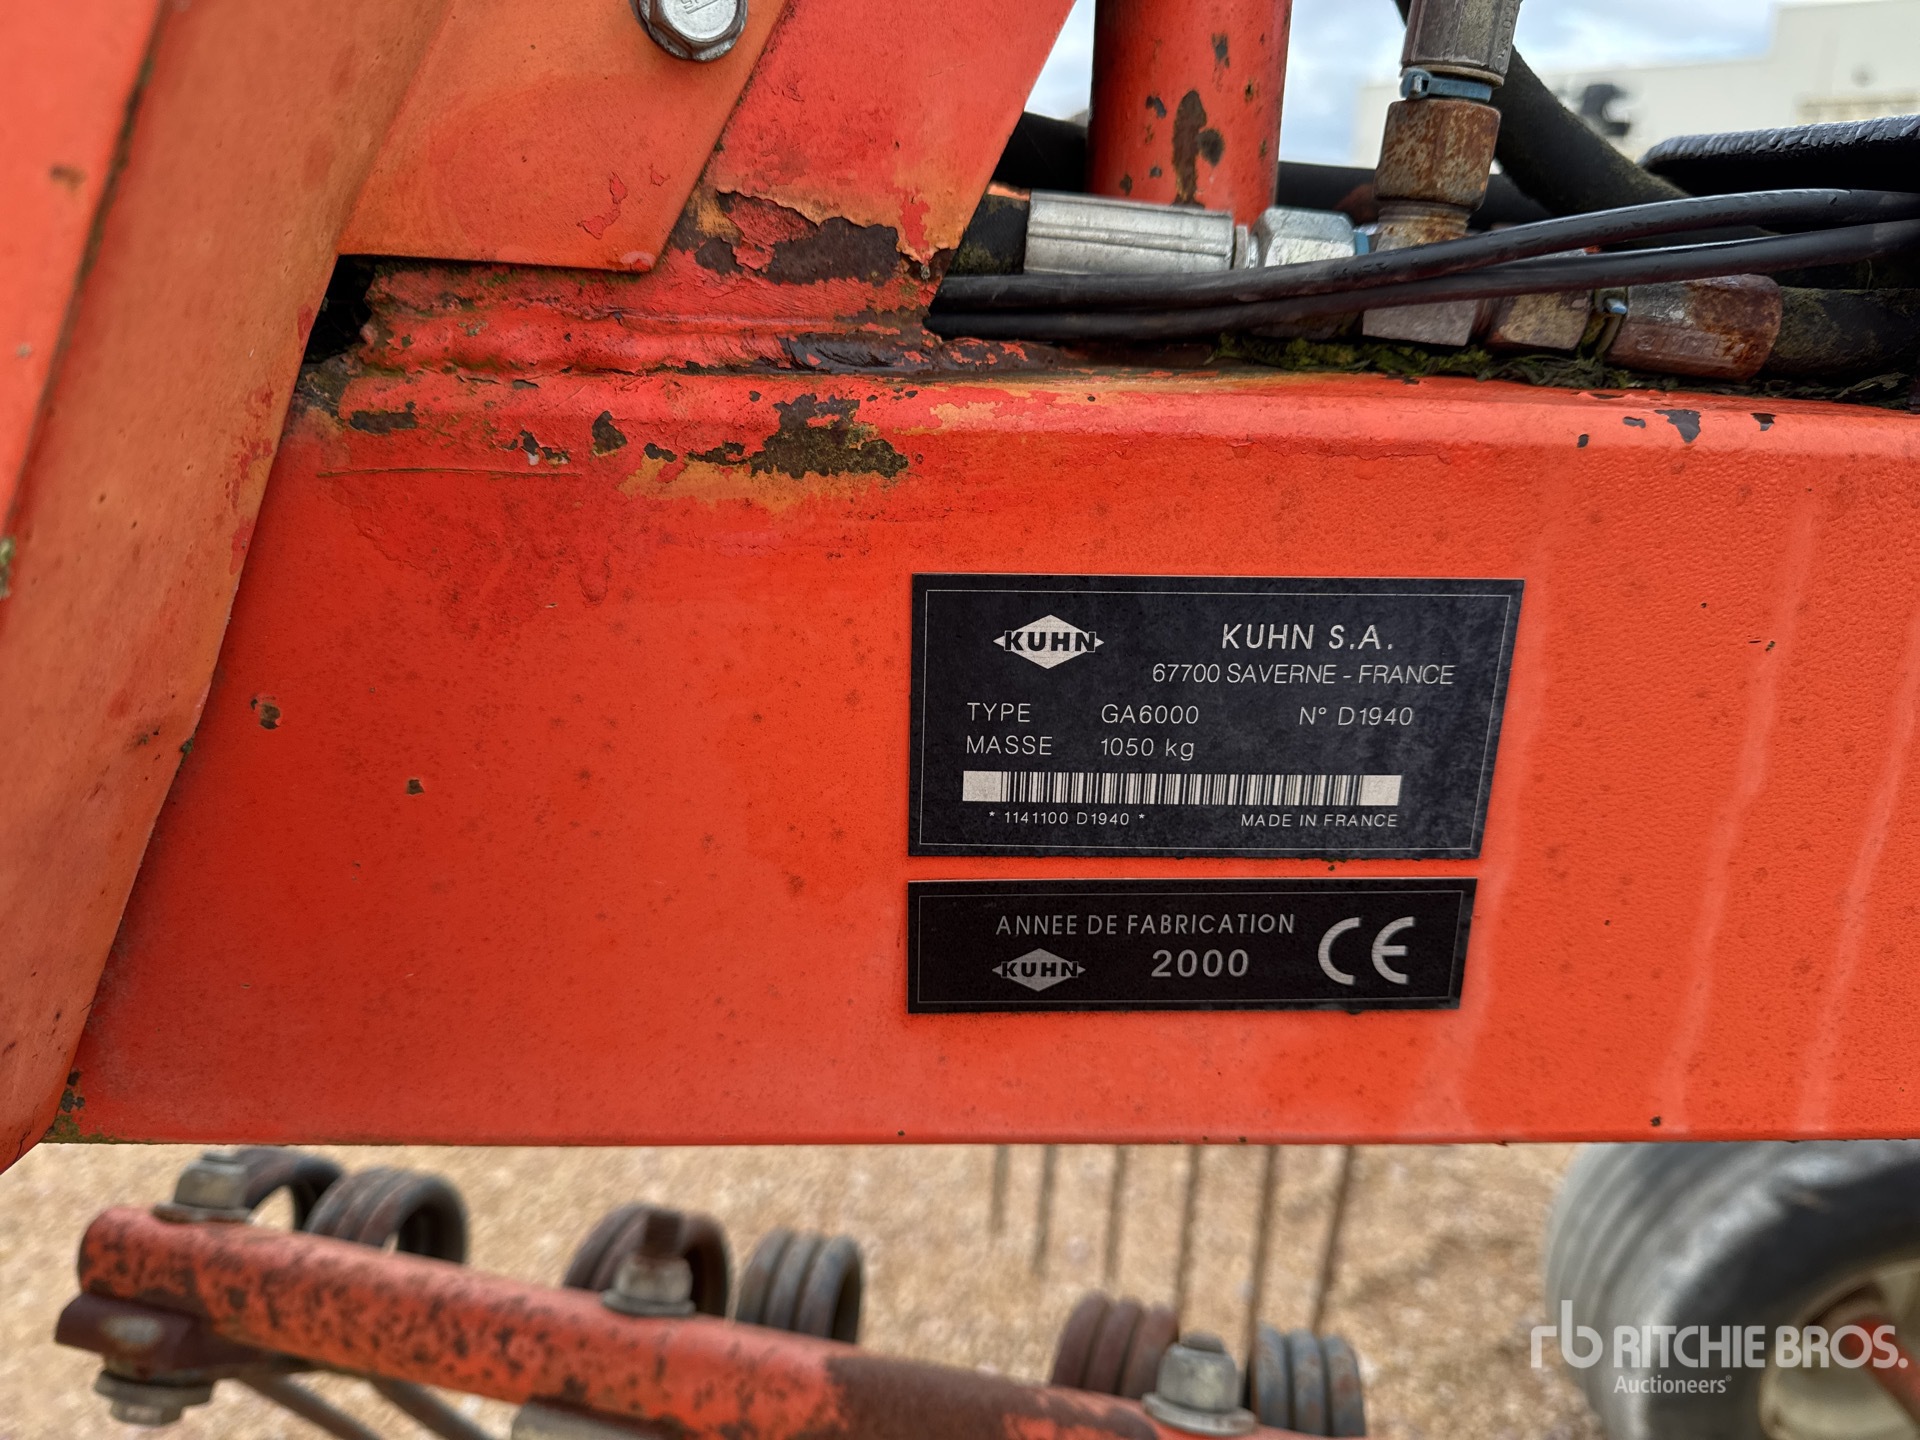 KUHN
KUHN S.A.
67700 SAVERNE - FRANCE
TYPE GA6000 N° D1940
MASSE 1050 kg
* 1141100 D1940 * MADE IN FRANCE
ANNEE DE FABRICATION
KUHN 2000 CE
rb RITCHIE BROS.
Auctioneers®